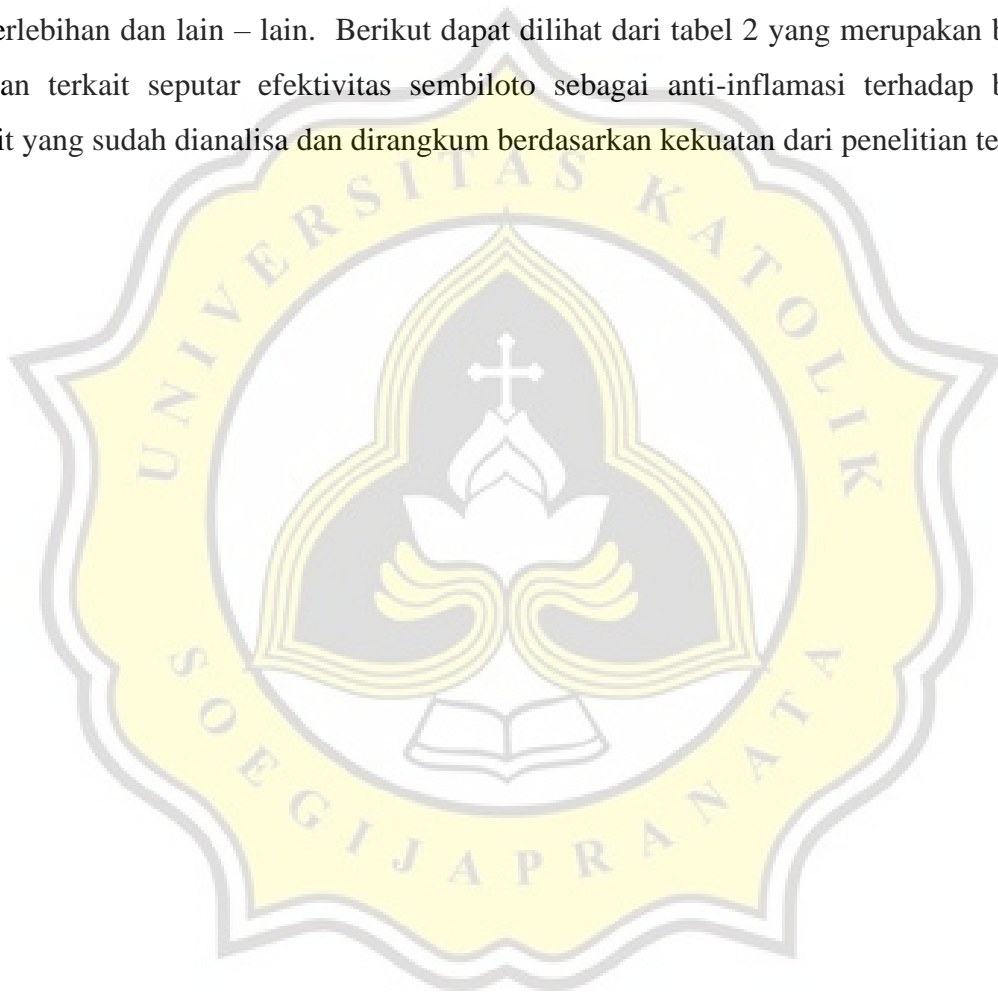 erlebihan dan lain – lain. Berikut dapat dilihat dari tabel 2 yang merupakan b
an terkait seputar efektivitas sembiloto sebagai anti-inflamasi terhadap b
it yang sudah dianalisa dan dirangkum berdasarkan kekuatan dari penelitian te
UNIVERSITAS KATOLIK
SOEGIJAPRANATA